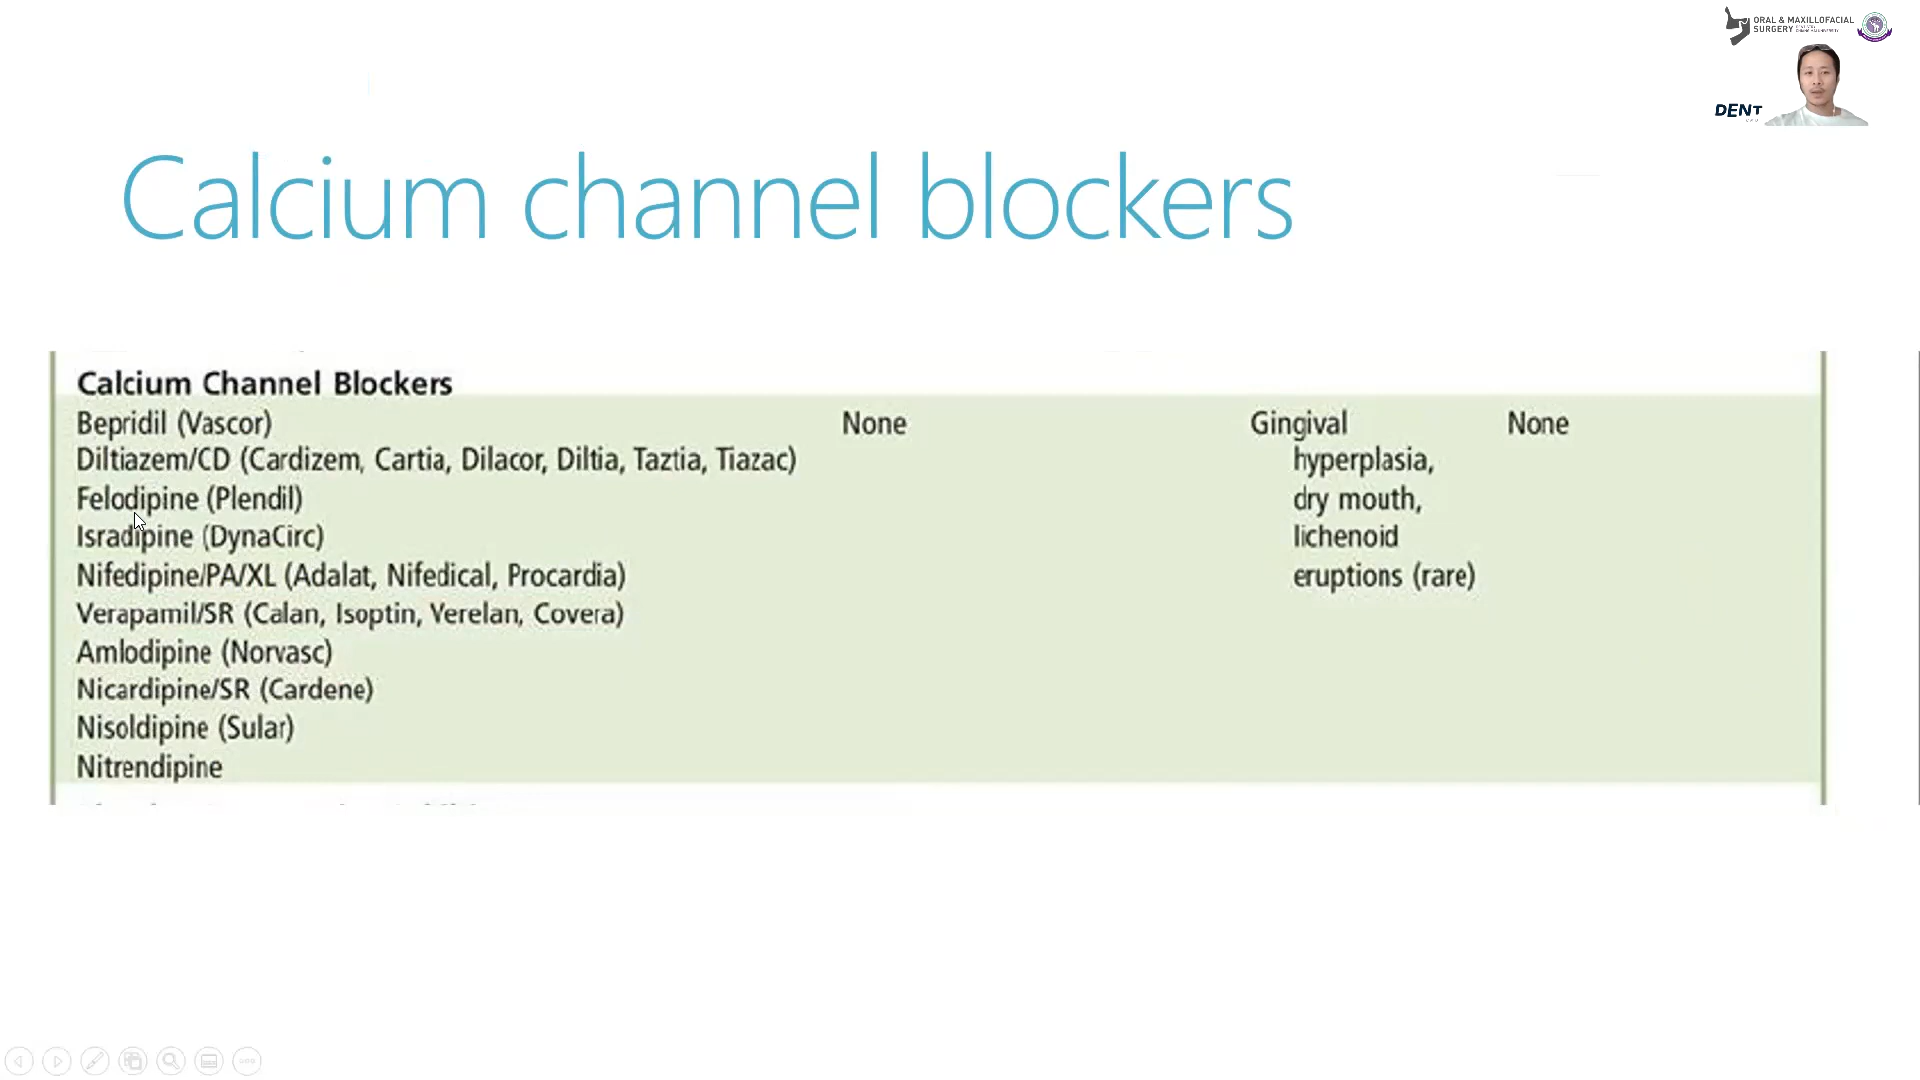 ORAL & MAXILLOFACIAL
SURGERY
DENT
Calcium channel blockers
Calcium Channel Blockers
Bepridil (Vascor) None Gingival None
Diltiazem/CD (Cardizem, Cartia, Dilacor, Diltia, Taztia, Tiazac) hyperplasia,
Felodipine (Plendil) dry mouth,
Isradipine (DynaCirc) lichenoid
Nifedipine/PA/XL (Adalat, Nifedical, Procardia) eruptions (rare)
Verapamil/SR (Calan, Isoptin, Verelan, Covera)
Amlodipine (Norvasc)
Nicardipine/SR (Cardene)
Nisoldipine (Sular)
Nitrendipine